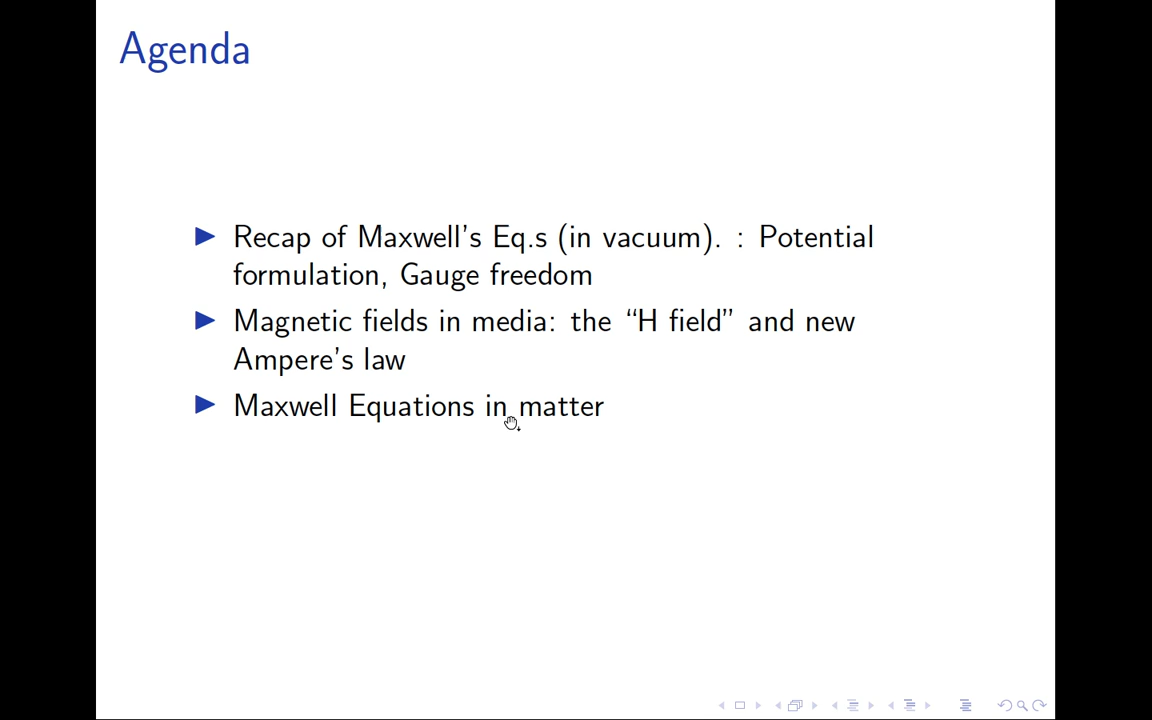 Agenda
Recap of Maxwell's Eq.s (in vacuum). : Potential
formulation, Gauge freedom
Magnetic fields in media: the “H field” and new
Ampere's law
Maxwell Equations in matter